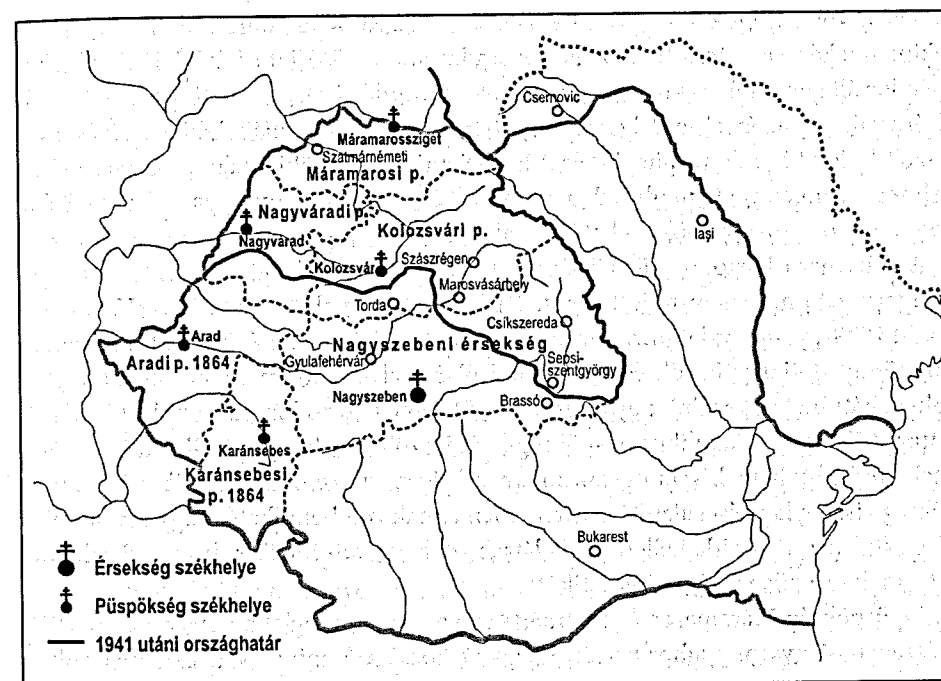 Csernovic
Máramarossziget
Szatmárnémeti
Máramarosi p.
Nagyváradi p.
Kolozsvári p.
Iași
Nagyvárad
Kolozsvár
Szászrégen
Marosvásárhely
Torda
Csíkszereda
Arad
Aradi p. 1864
Nagyszebeni érsekség
Gyulafehérvár
Sepsi-
szentgyörgy
Nagyszeben
Brassó
Karánsebes
Karánsebesi
p. 1864
Bukarest
Érsekség székhelye
Püspökség székhelye
1941 utáni országhatár